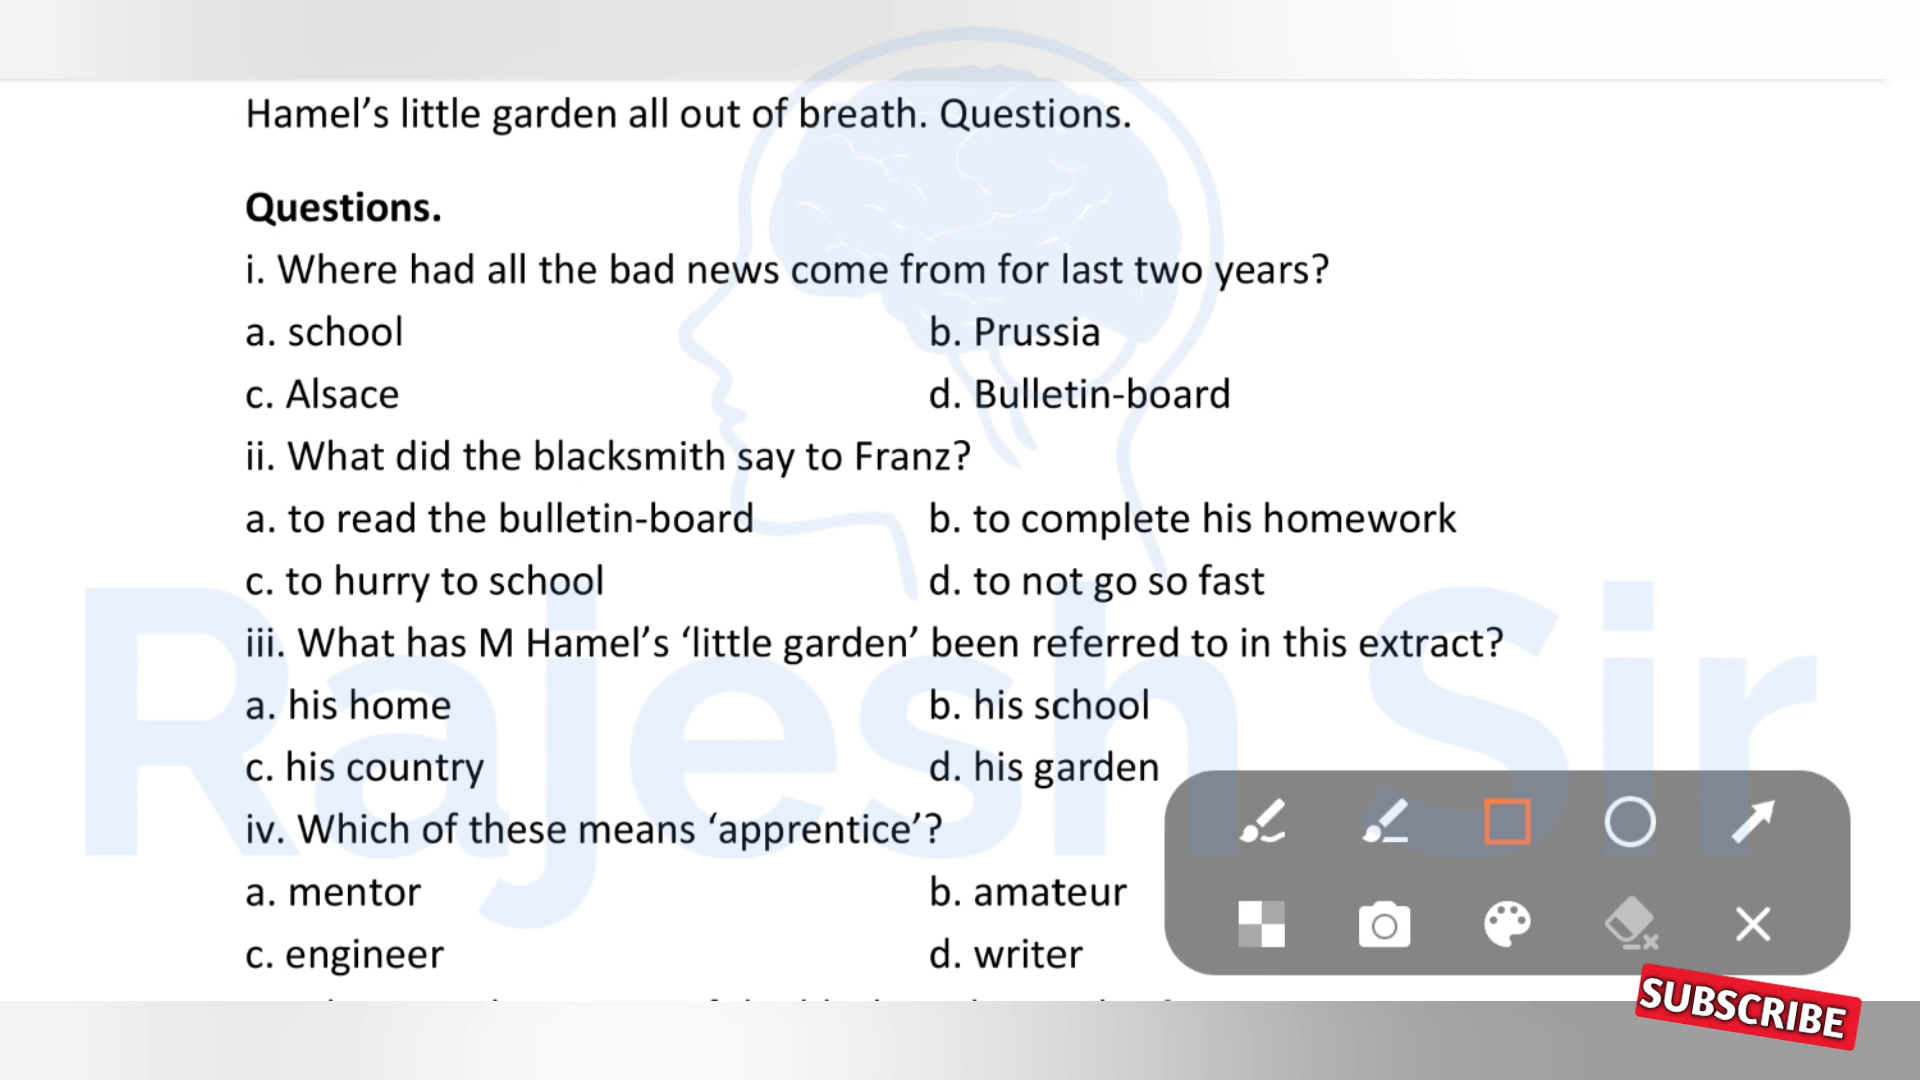 Hamel’s little garden all out of breath. Questions.
Questions.
i. Where had all the bad news come from for last two years?
a. school b. Prussia
c. Alsace d. Bulletin-board
ii. What did the blacksmith say to Franz?
a. to read the bulletin-board b. to complete his homework
c. to hurry to school d. to not go so fast
iii. What has M Hamel’s ‘little garden’ been referred to in this extract?
a. his home b. his school
c. his country d. his garden
iv. Which of these means ‘apprentice’?
a. mentor b. amateur
c. engineer d. writer
Rajesh Sir
SUBSCRIBE